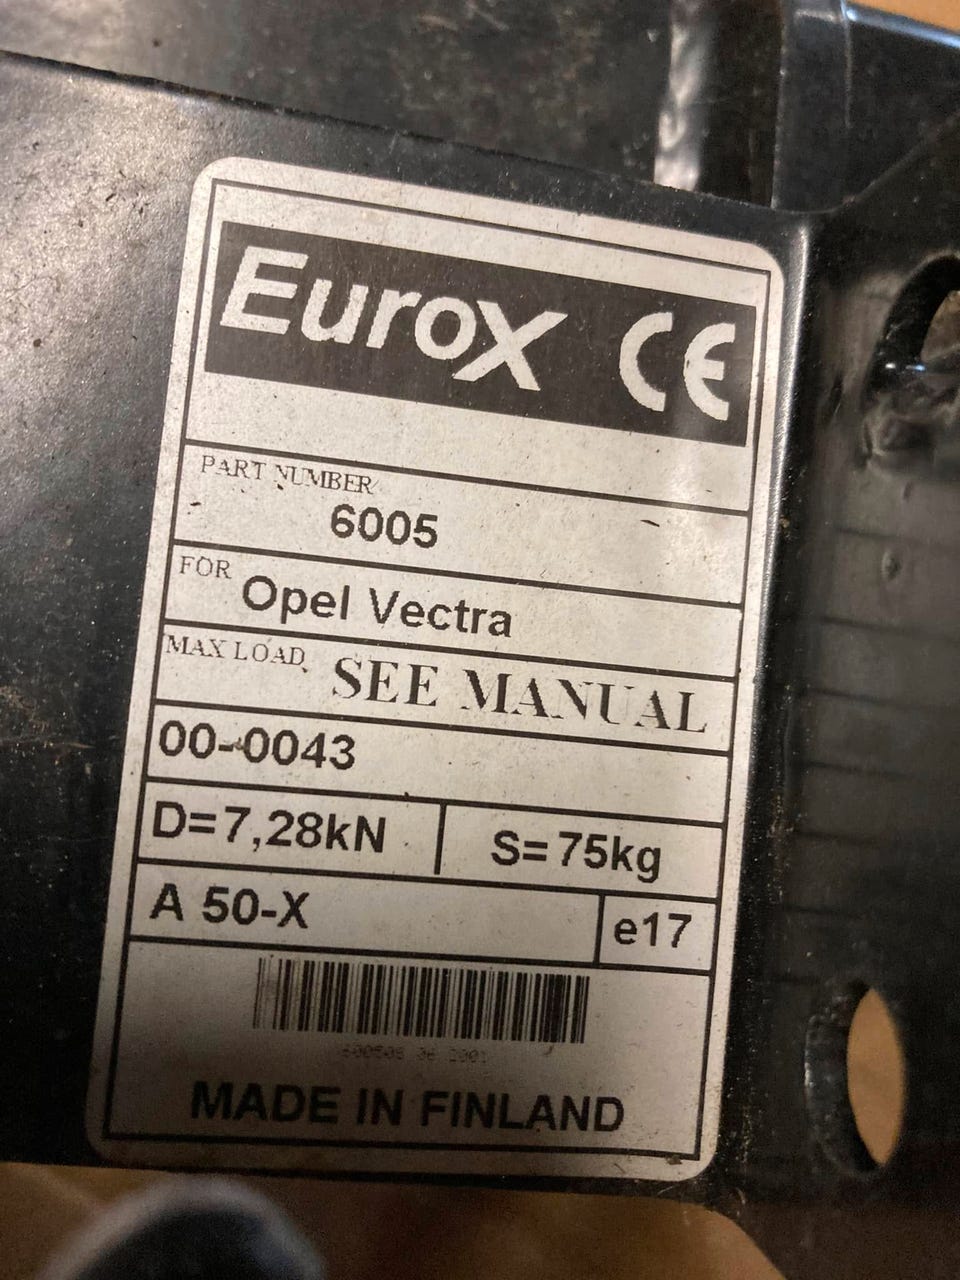 EuroX CE
PART NUMBER
6005
FOR Opel Vectra
MAX LOAD SEE MANUAL
00-0043
D=7,28kN S=75kg
A 50-X e17
MADE IN FINLAND